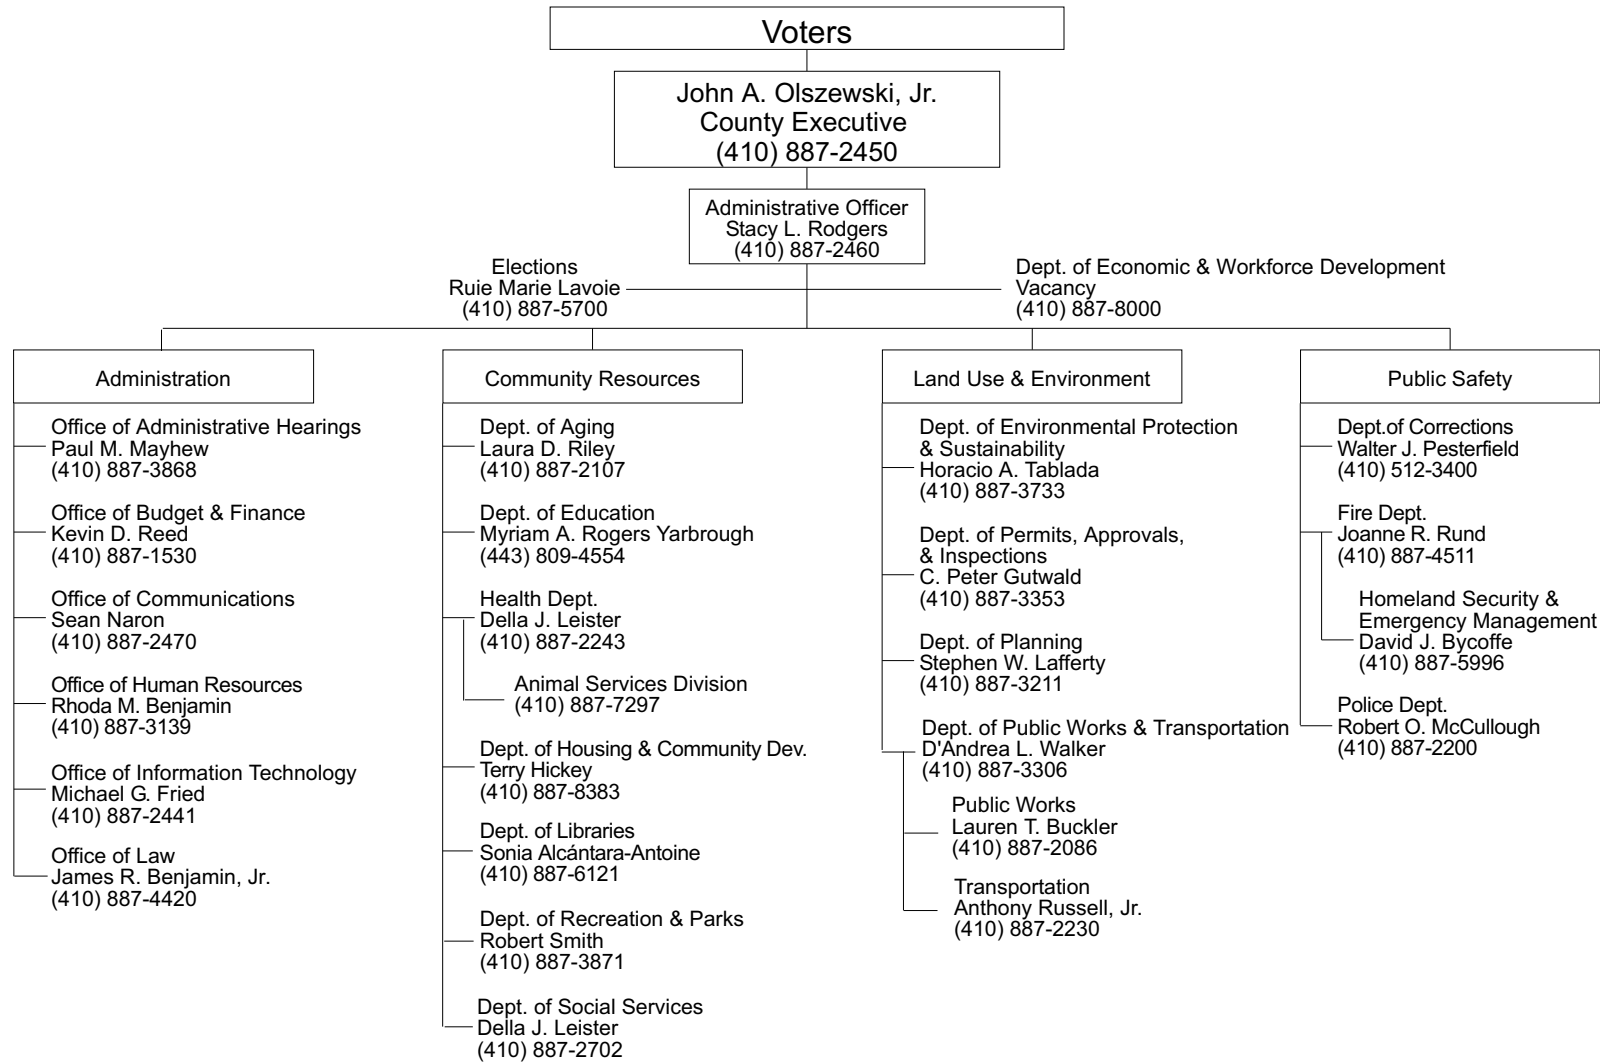 Voters
John A. Olszewski, Jr.
County Executive
(410) 887-2450
Administrative Officer
Stacy L. Rodgers
(410) 887-2460
Elections
Ruie Marie Lavoie
(410) 887-5700
Dept. of Economic & Workforce Development
Vacancy
(410) 887-8000
Administration
Office of Administrative Hearings
Paul M. Mayhew
(410) 887-3868
Office of Budget & Finance
Kevin D. Reed
(410) 887-1530
Office of Communications
Sean Naron
(410) 887-2470
Office of Human Resources
Rhoda M. Benjamin
(410) 887-3139
Office of Information Technology
Michael G. Fried
(410) 887-2441
Office of Law
James R. Benjamin, Jr.
(410) 887-4420
Community Resources
Dept. of Aging
Laura D. Riley
(410) 887-2107
Dept. of Education
Myriam A. Rogers Yarbrough
(443) 809-4554
Health Dept.
Della J. Leister
(410) 887-2243
Animal Services Division
(410) 887-7297
Dept. of Housing & Community Dev.
Terry Hickey
(410) 887-8383
Dept. of Libraries
Sonia Alcántara-Antoine
(410) 887-6121
Dept. of Recreation & Parks
Robert Smith
(410) 887-3871
Dept. of Social Services
Della J. Leister
(410) 887-2702
Land Use & Environment
Dept. of Environmental Protection
& Sustainability
Horacio A. Tablada
(410) 887-3733
Dept. of Permits, Approvals,
& Inspections
C. Peter Gutwald
(410) 887-3353
Dept. of Planning
Stephen W. Lafferty
(410) 887-3211
Dept. of Public Works & Transportation
D'Andrea L. Walker
(410) 887-3306
Public Works
Lauren T. Buckler
(410) 887-2086
Transportation
Anthony Russell, Jr.
(410) 887-2230
Public Safety
Dept.of Corrections
Walter J. Pesterfield
(410) 512-3400
Fire Dept.
Joanne R. Rund
(410) 887-4511
Homeland Security &
Emergency Management
David J. Bycoffe
(410) 887-5996
Police Dept.
Robert O. McCullough
(410) 887-2200